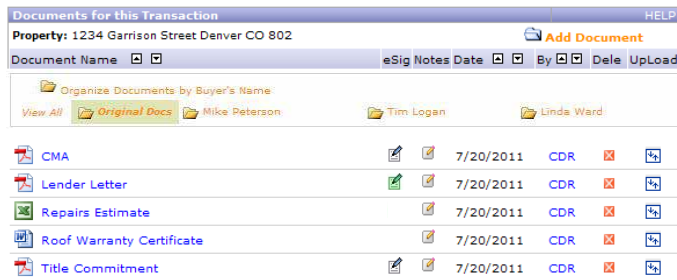 Documents for this Transaction HELP
Property: 1234 Garrison Street Denver CO 802 Add Document
Document Name eSig Notes Date By Dele UpLoad
Organize Documents by Buyer's Name
View All Original Docs Mike Peterson Tim Logan Linda Ward
CMA 7/20/2011 CDR
Lender Letter 7/20/2011 CDR
Repairs Estimate 7/20/2011 CDR
Roof Warranty Certificate 7/20/2011 CDR
Title Commitment 7/20/2011 CDR